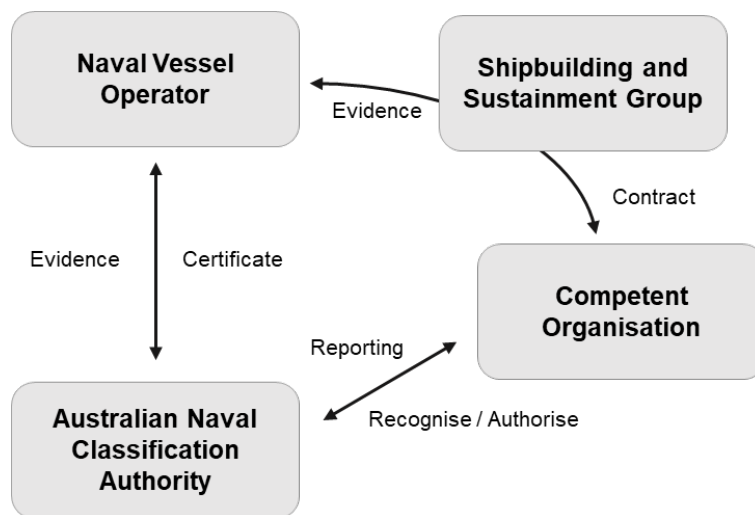 Naval Vessel
Operator
Shipbuilding and
Sustainment Group
Evidence
Contract
Evidence
Certificate
Competent
Organisation
Reporting
Recognise / Authorise
Australian Naval
Classification
Authority